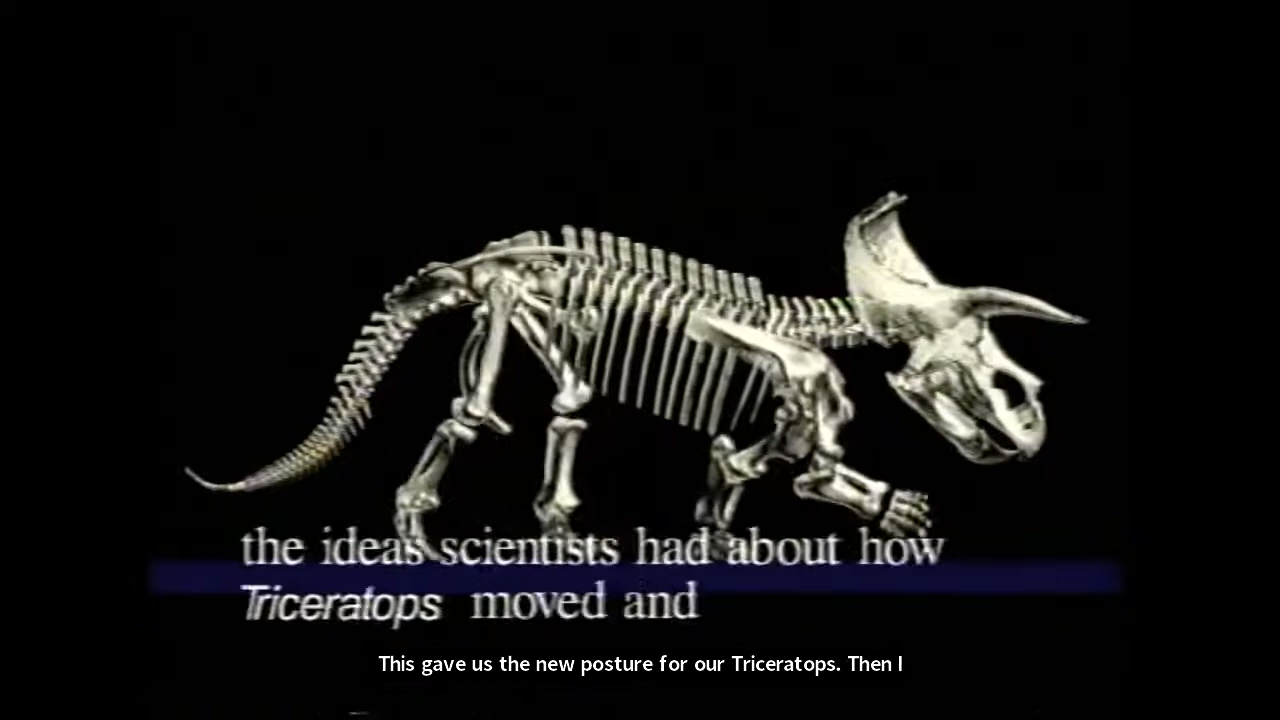 the ideas scientists had about how
Triceratops moved and
This gave us the new posture for our Triceratops. Then I